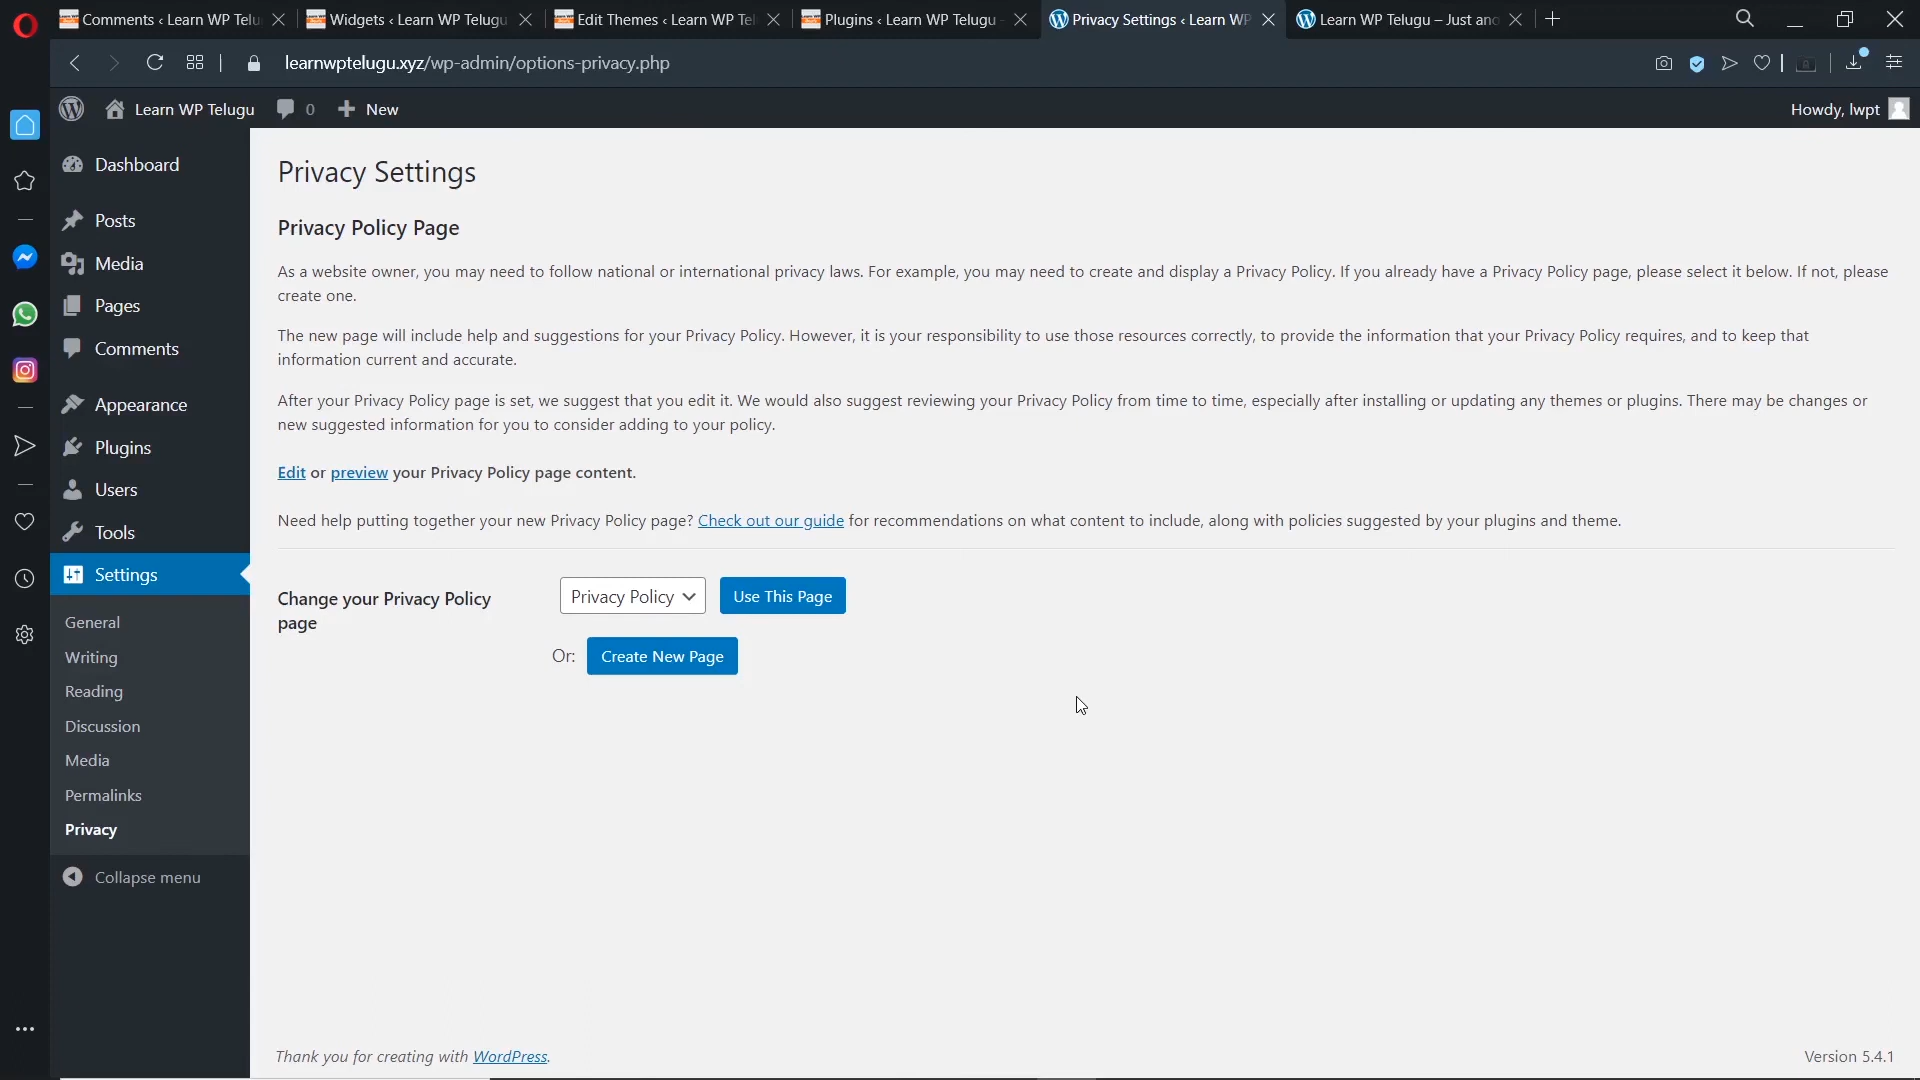 Comments ‹ Learn WP Telu
Widgets ‹ Learn WP Telugu
Edit Themes ‹ Learn WP Tel
Plugins ‹ Learn WP Telugu
Privacy Settings ‹ Learn WP
Learn WP Telugu – Just ano
learnwptelugu.xyz/wp-admin/options-privacy.php
Learn WP Telugu
0
New
Howdy, lwpt
Dashboard
Posts
Media
Pages
Comments
Appearance
Plugins
Users
Tools
Settings
General
Writing
Reading
Discussion
Media
Permalinks
Privacy
Collapse menu
Privacy Settings
Privacy Policy Page
As a website owner, you may need to follow national or international privacy laws. For example, you may need to create and display a Privacy Policy. If you already have a Privacy Policy page, please select it below. If not, please
create one.
The new page will include help and suggestions for your Privacy Policy. However, it is your responsibility to use those resources correctly, to provide the information that your Privacy Policy requires, and to keep that
information current and accurate.
After your Privacy Policy page is set, we suggest that you edit it. We would also suggest reviewing your Privacy Policy from time to time, especially after installing or updating any themes or plugins. There may be changes or
new suggested information for you to consider adding to your policy.
Edit or preview your Privacy Policy page content.
Need help putting together your new Privacy Policy page? Check out our guide for recommendations on what content to include, along with policies suggested by your plugins and theme.
Change your Privacy Policy
page
Privacy Policy
Use This Page
Or:
Create New Page
Thank you for creating with WordPress.
Version 5.4.1